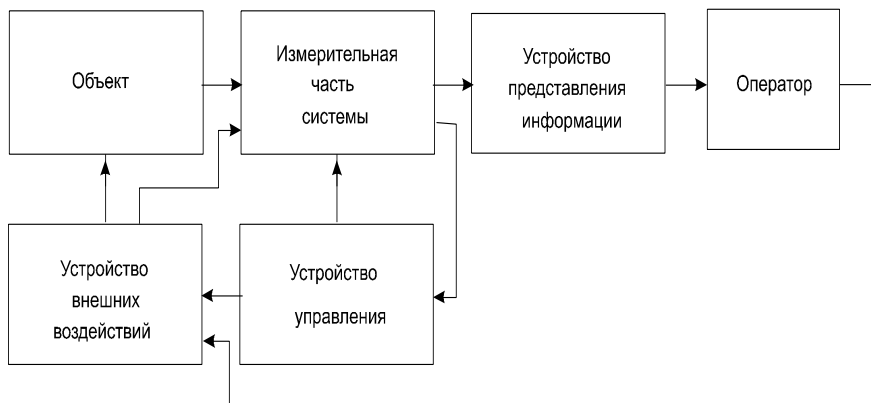 Объект
Измерительная
часть
системы
Устройство
представления
информации
Оператор
Устройство
внешних
воздействий
Устройство
управления